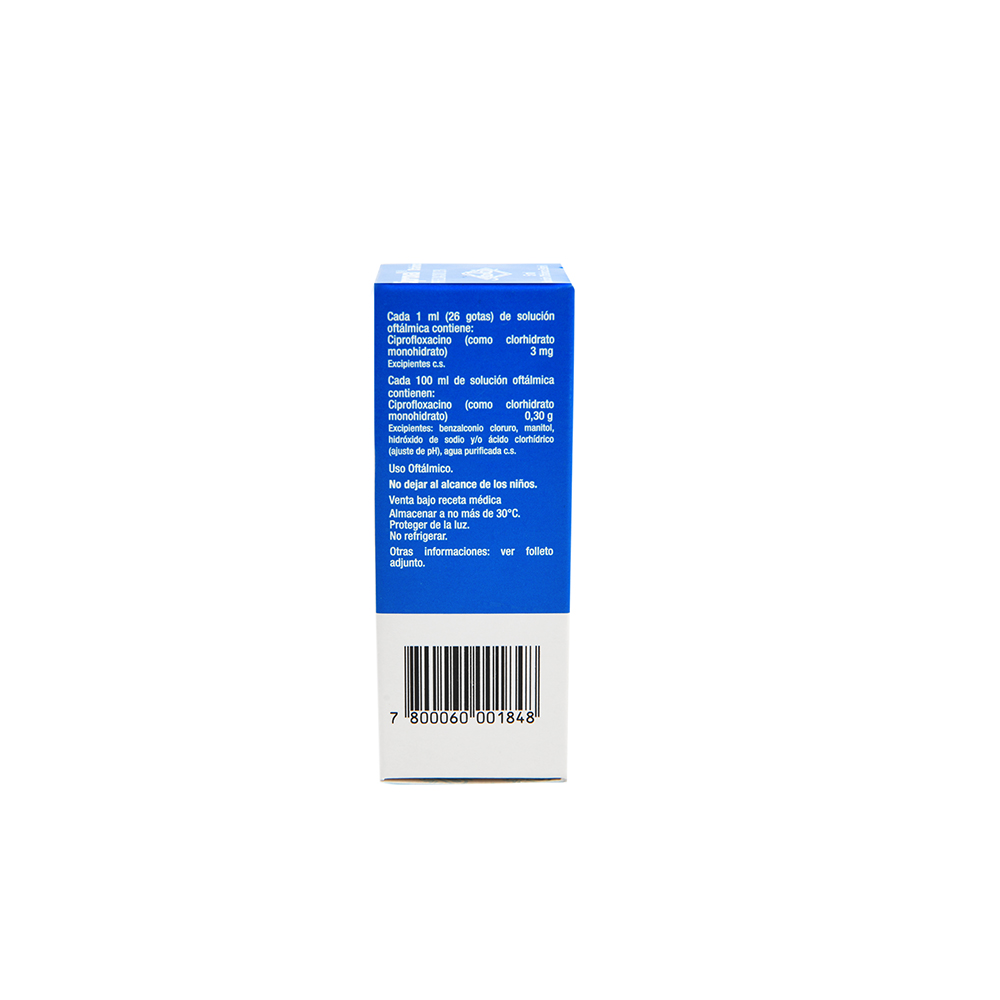 Cada 1 ml (26 gotas) de solución
oftálmica contiene:
Ciprofloxacino (como clorhidrato
monohidrato) 3 mg
Excipientes c.s.
Cada 100 ml de solución oftálmica
contienen:
Ciprofloxacino (como clorhidrato
monohidrato) 0,30 g
Excipientes: benzalconio cloruro, manitol,
hidróxido de sodio y/o ácido clorhídrico
(ajuste de pH), agua purificada c.s.
Uso Oftálmico.
No dejar al alcance de los niños.
Venta bajo receta médica
Almacenar a no más de 30°C.
Proteger de la luz.
No refrigerar.
Otras informaciones: ver folleto
adjunto.
7 800060 001848